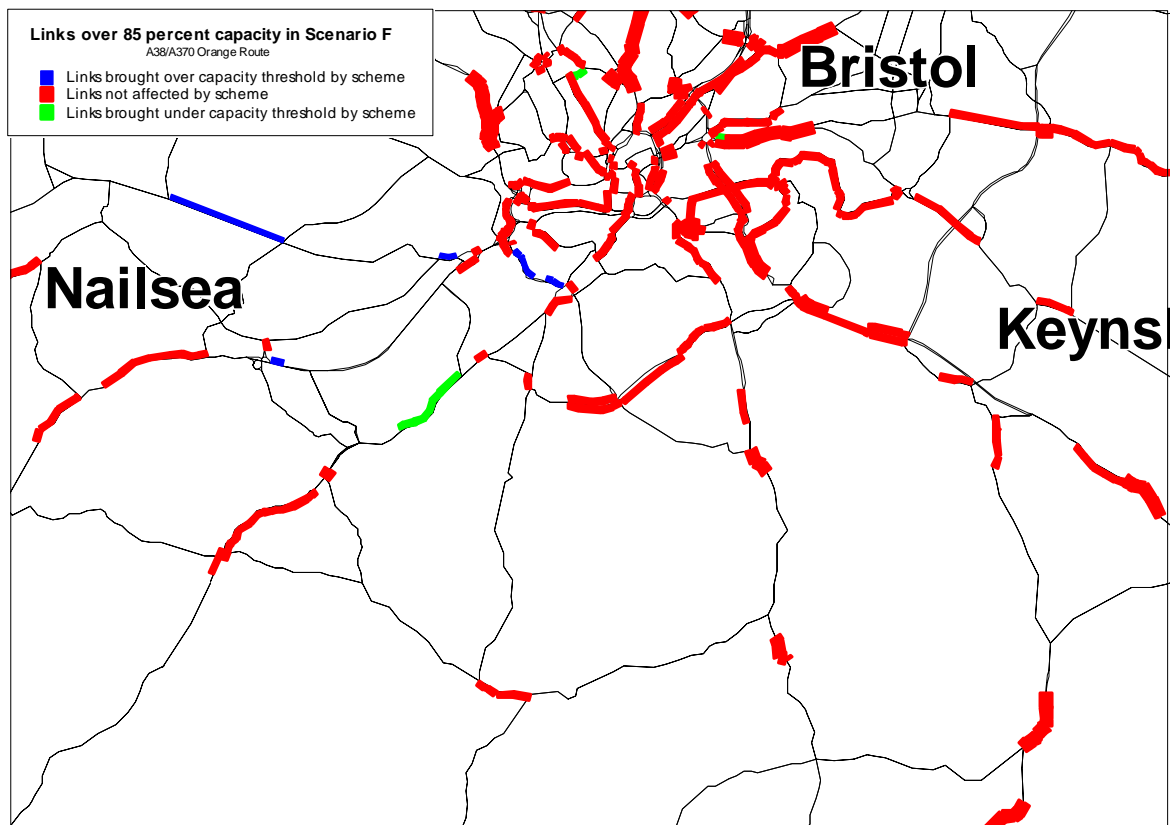 Links over 85 percent capacity in Scenario F
A38/A370 Orange Route
Links brought over capacity threshold by scheme
Links not affected by scheme
Links brought under capacity threshold by scheme
Bristol
Nailsea
Keynsh